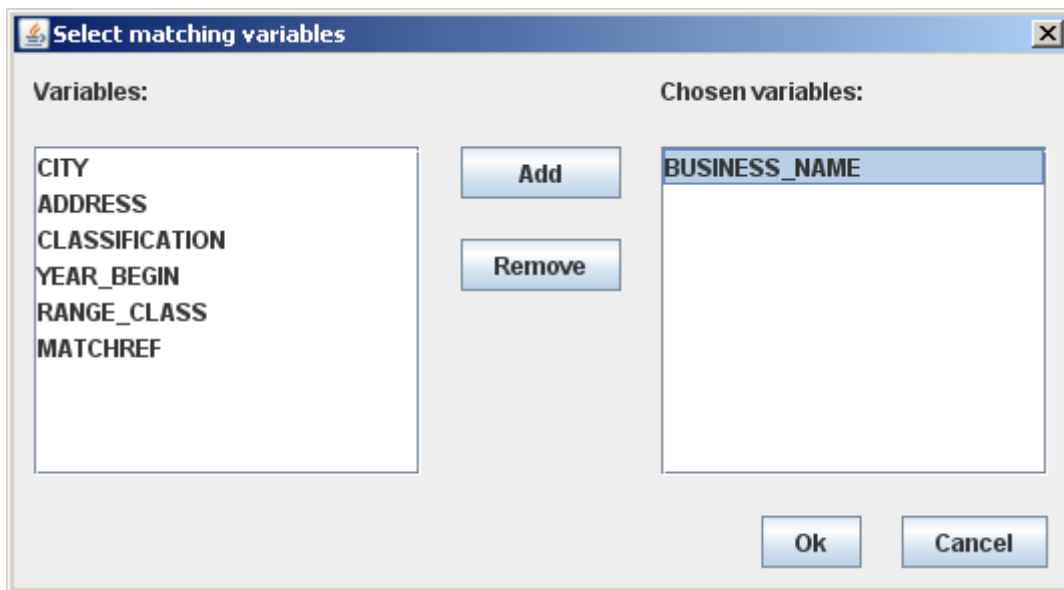 Select matching variables
Variables:
Chosen variables:
CITY
ADDRESS
CLASSIFICATION
YEAR_BEGIN
RANGE_CLASS
MATCHREF
Add
Remove
BUSINESS_NAME
Ok
Cancel